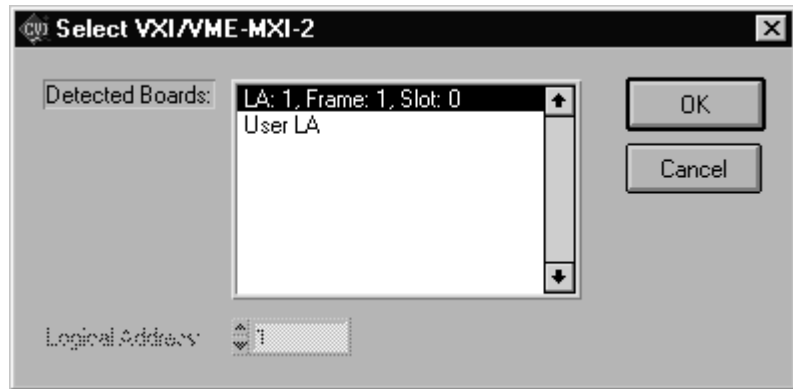 CVI Select VXI/VME-MXI-2
Detected Boards:
LA: 1, Frame: 1, Slot: 0
User LA
OK
Cancel
Logical Address: 1